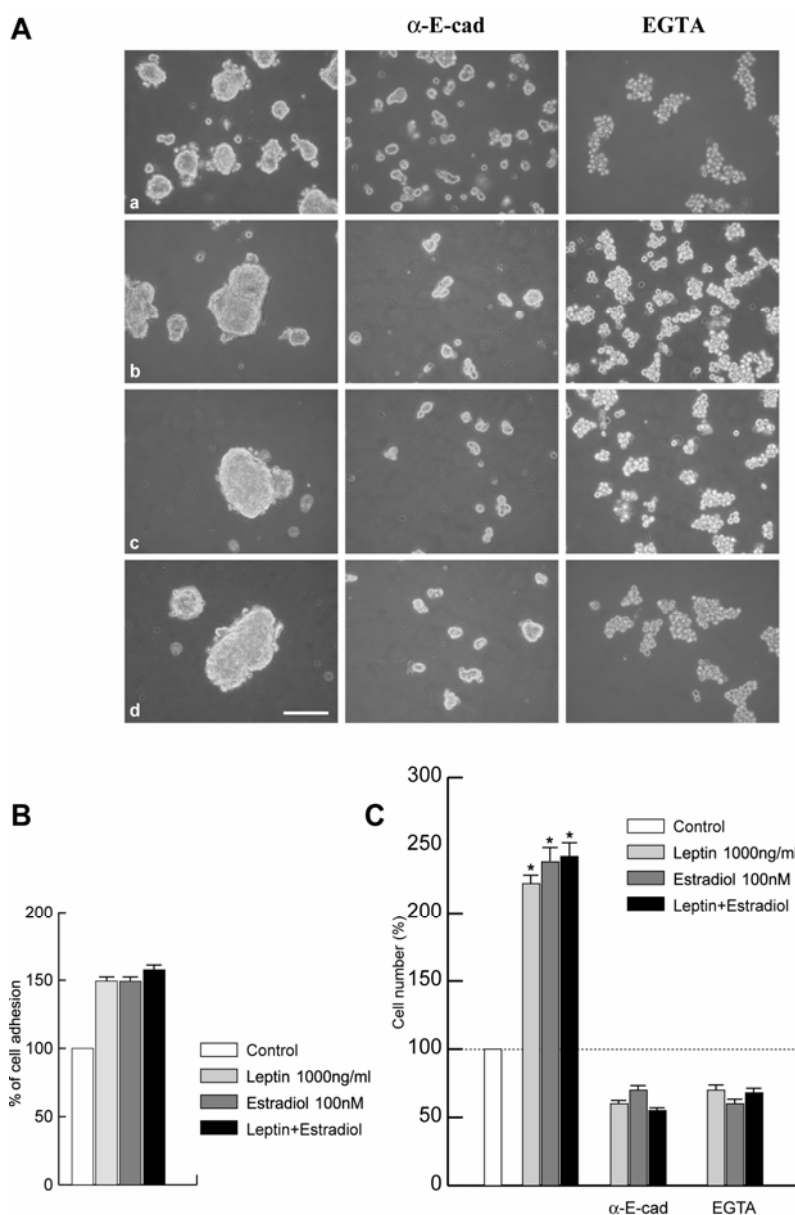 A
α-E-cad EGTA
a
b
c
d
B
% of cell adhesion
200
150
100
50
0
Control
Leptin 1000ng/ml
Estradiol 100nM
Leptin+Estradiol
C
Cell number (%)
300
250
200
150
100
50
0
* * *
Control
Leptin 1000ng/ml
Estradiol 100nM
Leptin+Estradiol
α-E-cad EGTA